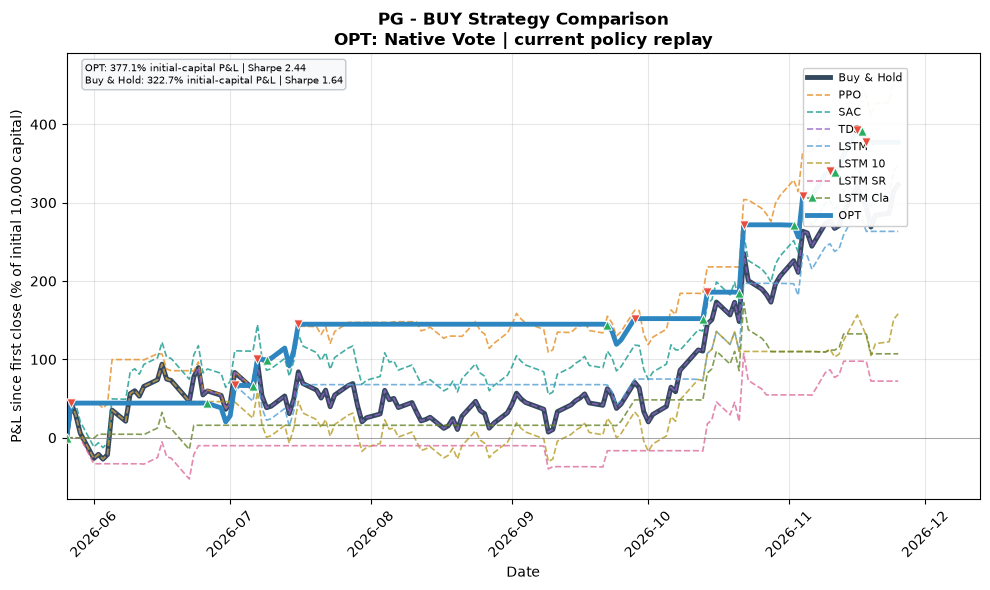 PG - BUY Strategy Comparison
OPT: Native Vote | current policy replay
OPT: 377.1% initial-capital P&L | Sharpe 2.44
Buy & Hold: 322.7% initial-capital P&L | Sharpe 1.64
Buy & Hold
PPO
SAC
LSTM
LSTM 10
LSTM SR
LSTM Cla
OPT
P&L since first close (% of initial 10,000 capital)
400
300
200
100
0
2026-06
2026-07
2026-08
2026-09
2026-10
2026-11
2026-12
Date